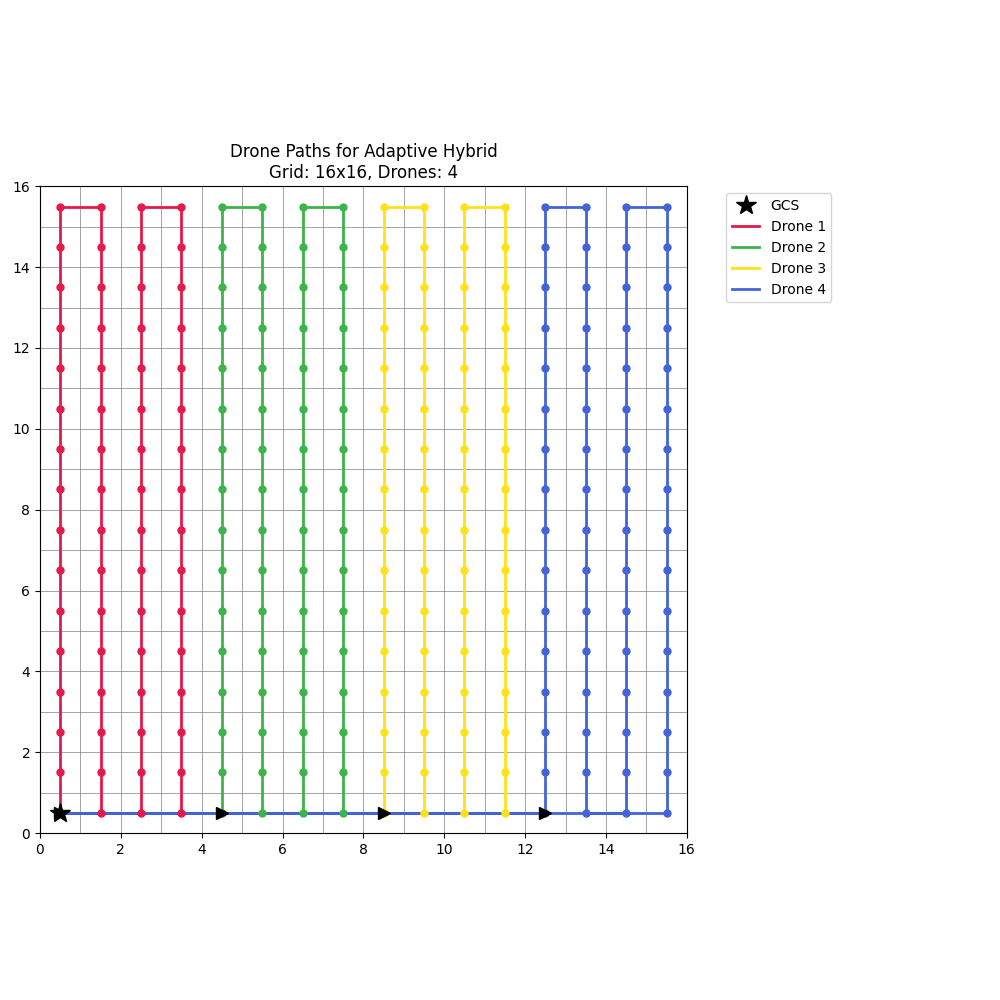 Drone Paths for Adaptive Hybrid
Grid: 16x16, Drones: 4
GCS
Drone 1
Drone 2
Drone 3
Drone 4
16
14
12
10
8
6
4
2
0
0 2 4 6 8 10 12 14 16